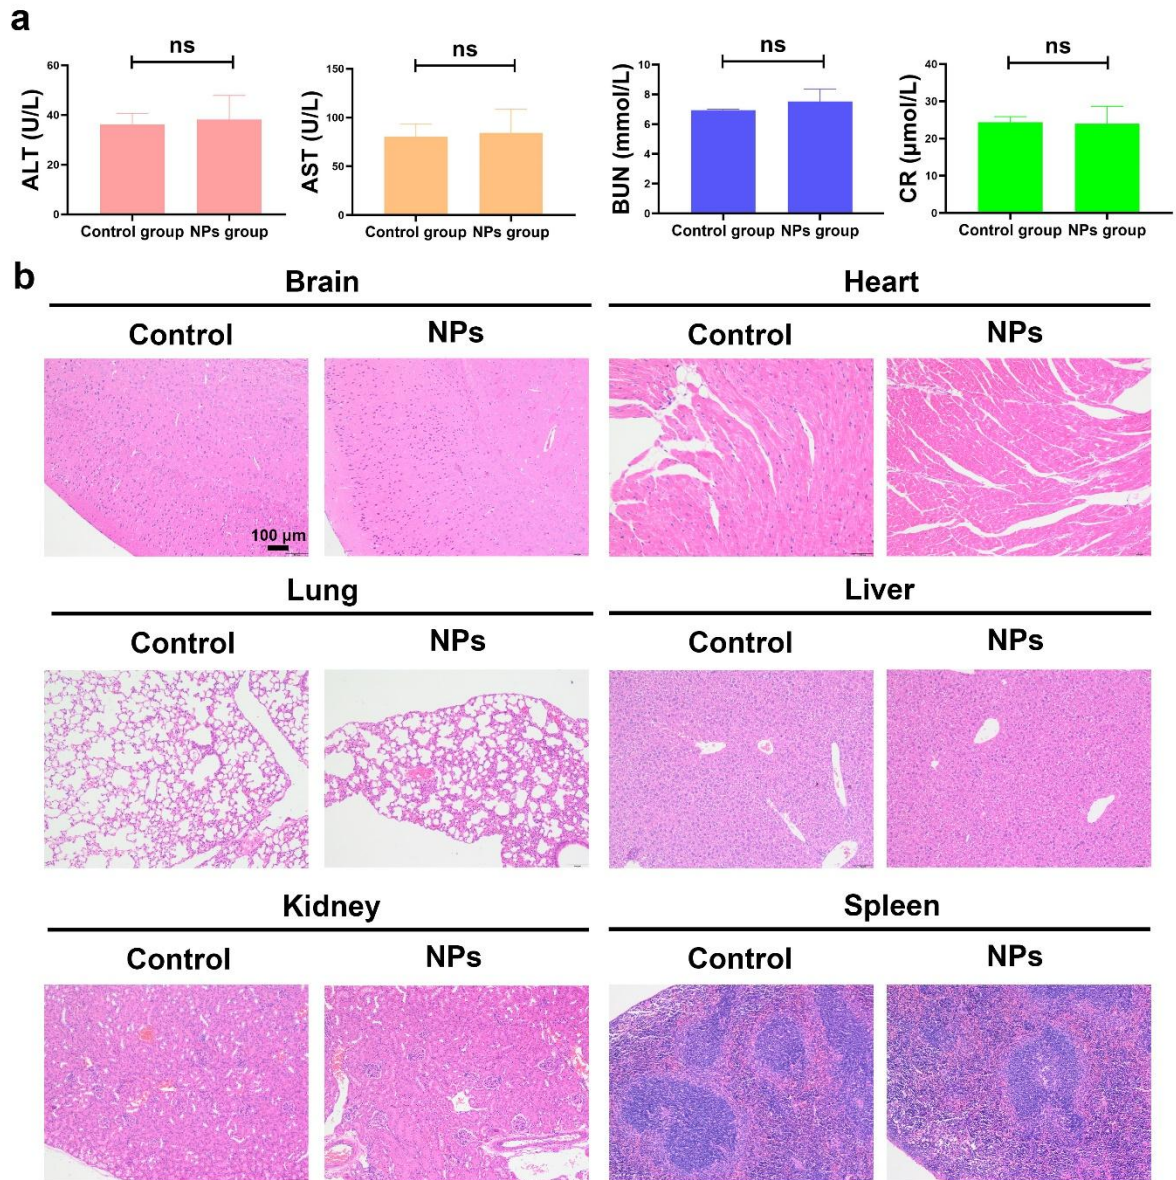 a
ns
ns
ns
ns
ALT (U/L)
60
40
20
0
Control group NPs group
AST (U/L)
150
100
50
0
Control group NPs group
BUN (mmol/L)
10
8
6
4
2
0
Control group NPs group
CR (μmol/L)
40
30
20
10
0
Control group NPs group
b
Brain
Heart
Control
NPs
Control
NPs
100 μm
Lung
Liver
Control
NPs
Control
NPs
Kidney
Spleen
Control
NPs
Control
NPs